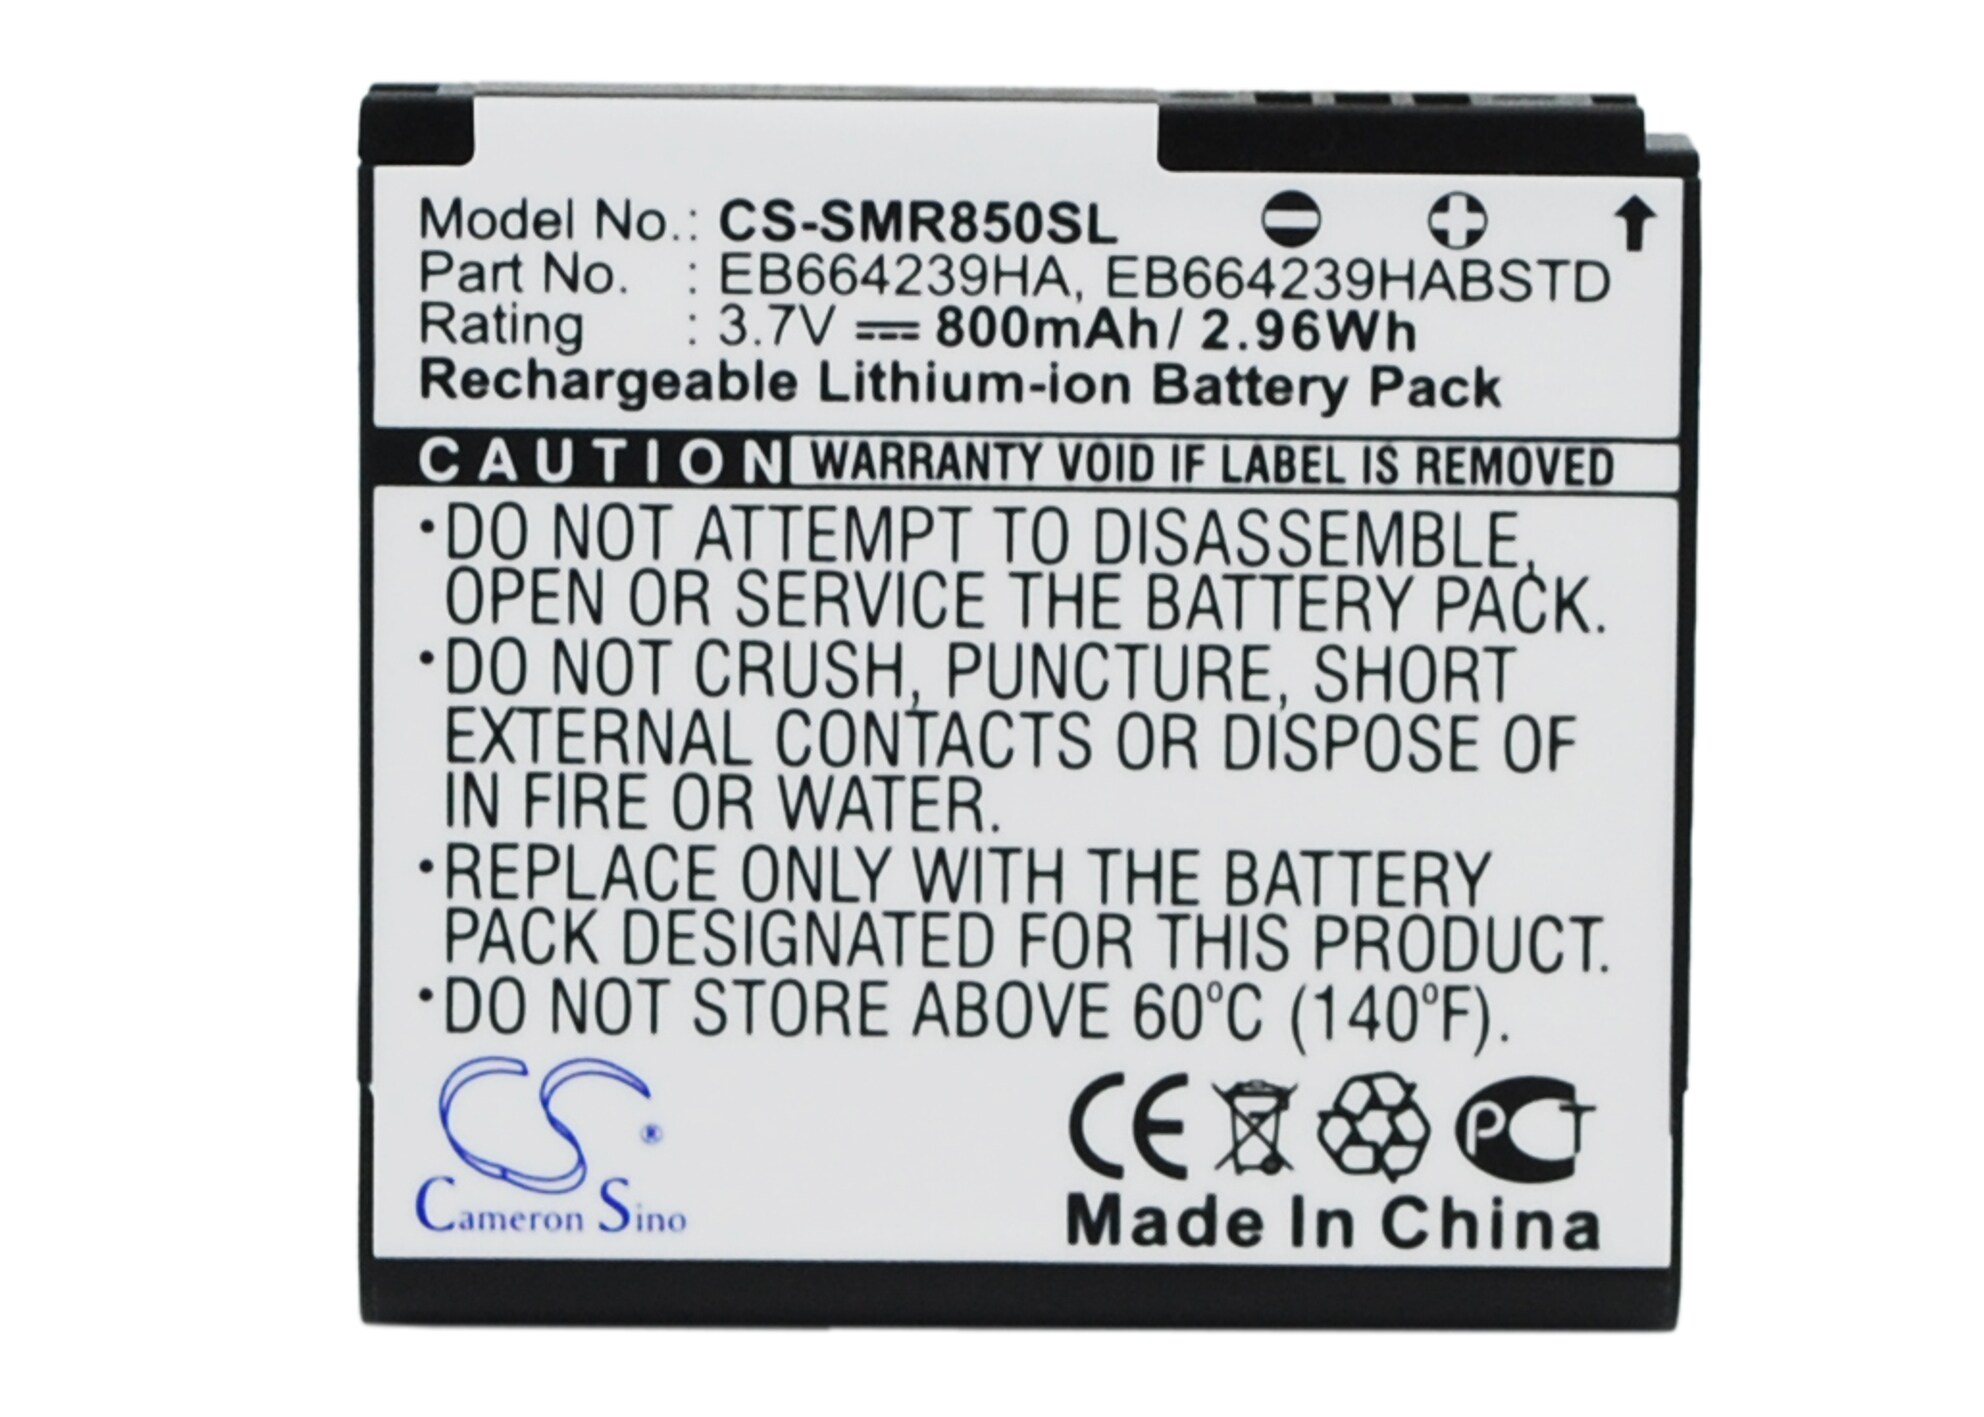 Model No.: CS-SMR850SL
Part No. : EB664239HA, EB664239HABSTD
Rating : 3.7V 800mAh/ 2.96Wh
Rechargeable Lithium-ion Battery Pack
CAUTION WARRANTY VOID IF LABEL IS REMOVED
•DO NOT ATTEMPT TO DISASSEMBLE,
OPEN OR SERVICE THE BATTERY PACK.
•DO NOT CRUSH, PUNCTURE, SHORT
EXTERNAL CONTACTS OR DISPOSE OF
IN FIRE OR WATER.
•REPLACE ONLY WITH THE BATTERY
PACK DESIGNATED FOR THIS PRODUCT.
•DO NOT STORE ABOVE 60°C (140°F).
CS ®
Cameron Sino
CE PCT
Made In China